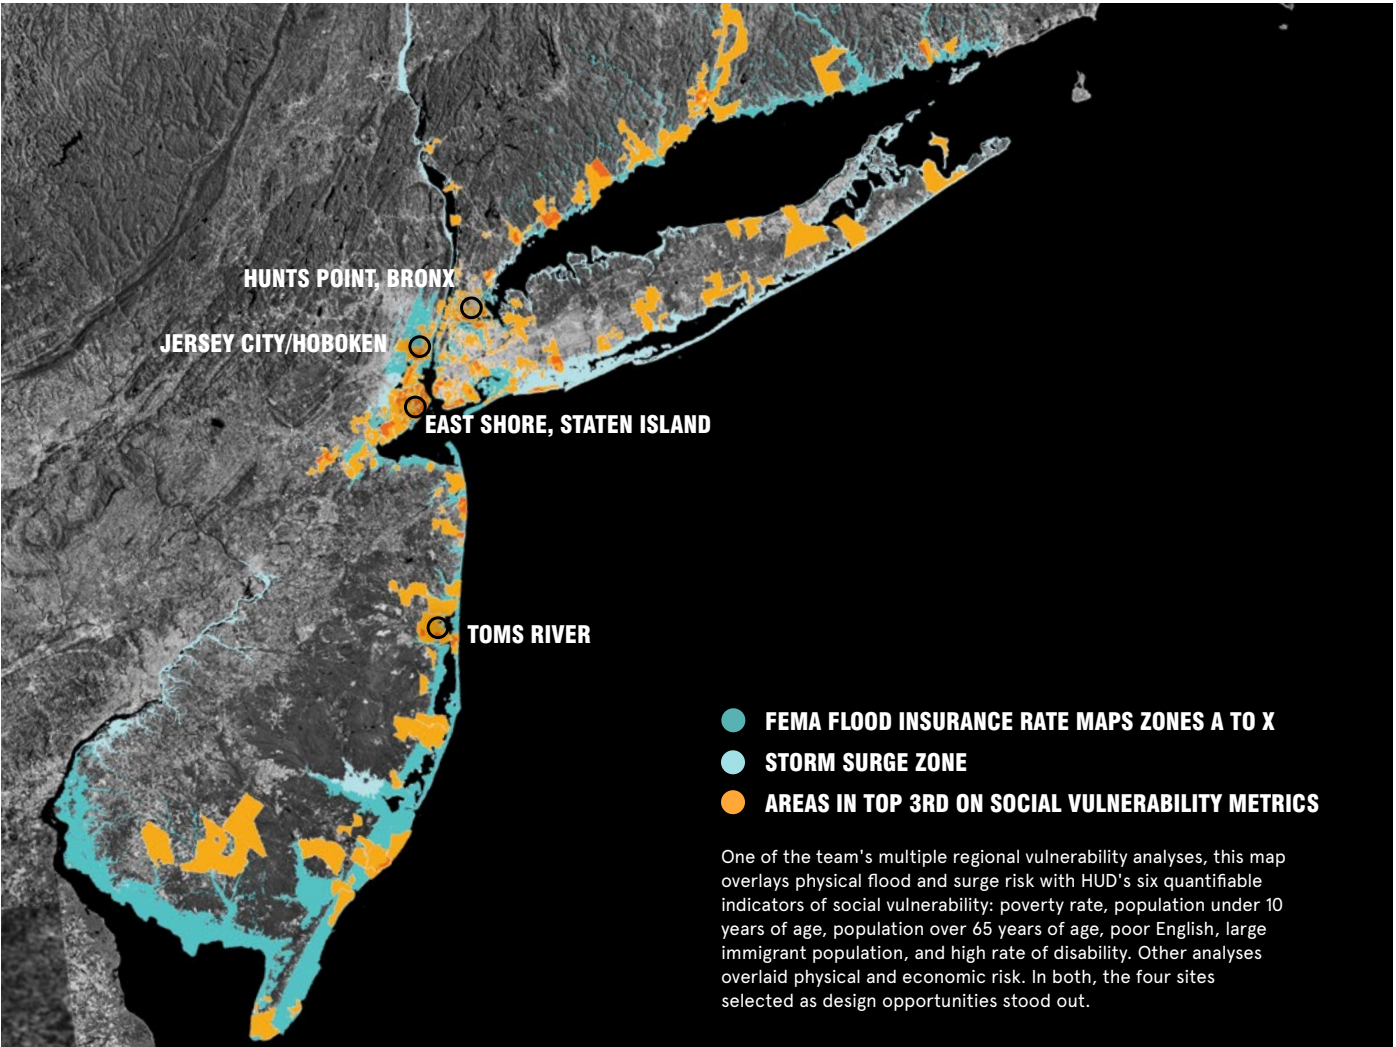 HUNTS POINT, BRONX
JERSEY CITY/HOBOKEN
EAST SHORE, STATEN ISLAND
TOMS RIVER
FEMA FLOOD INSURANCE RATE MAPS ZONES A TO X
STORM SURGE ZONE
AREAS IN TOP 3RD ON SOCIAL VULNERABILITY METRICS
One of the team's multiple regional vulnerability analyses, this map
overlays physical flood and surge risk with HUD's six quantifiable
indicators of social vulnerability: poverty rate, population under 10
years of age, population over 65 years of age, poor English, large
immigrant population, and high rate of disability. Other analyses
overlaid physical and economic risk. In both, the four sites
selected as design opportunities stood out.